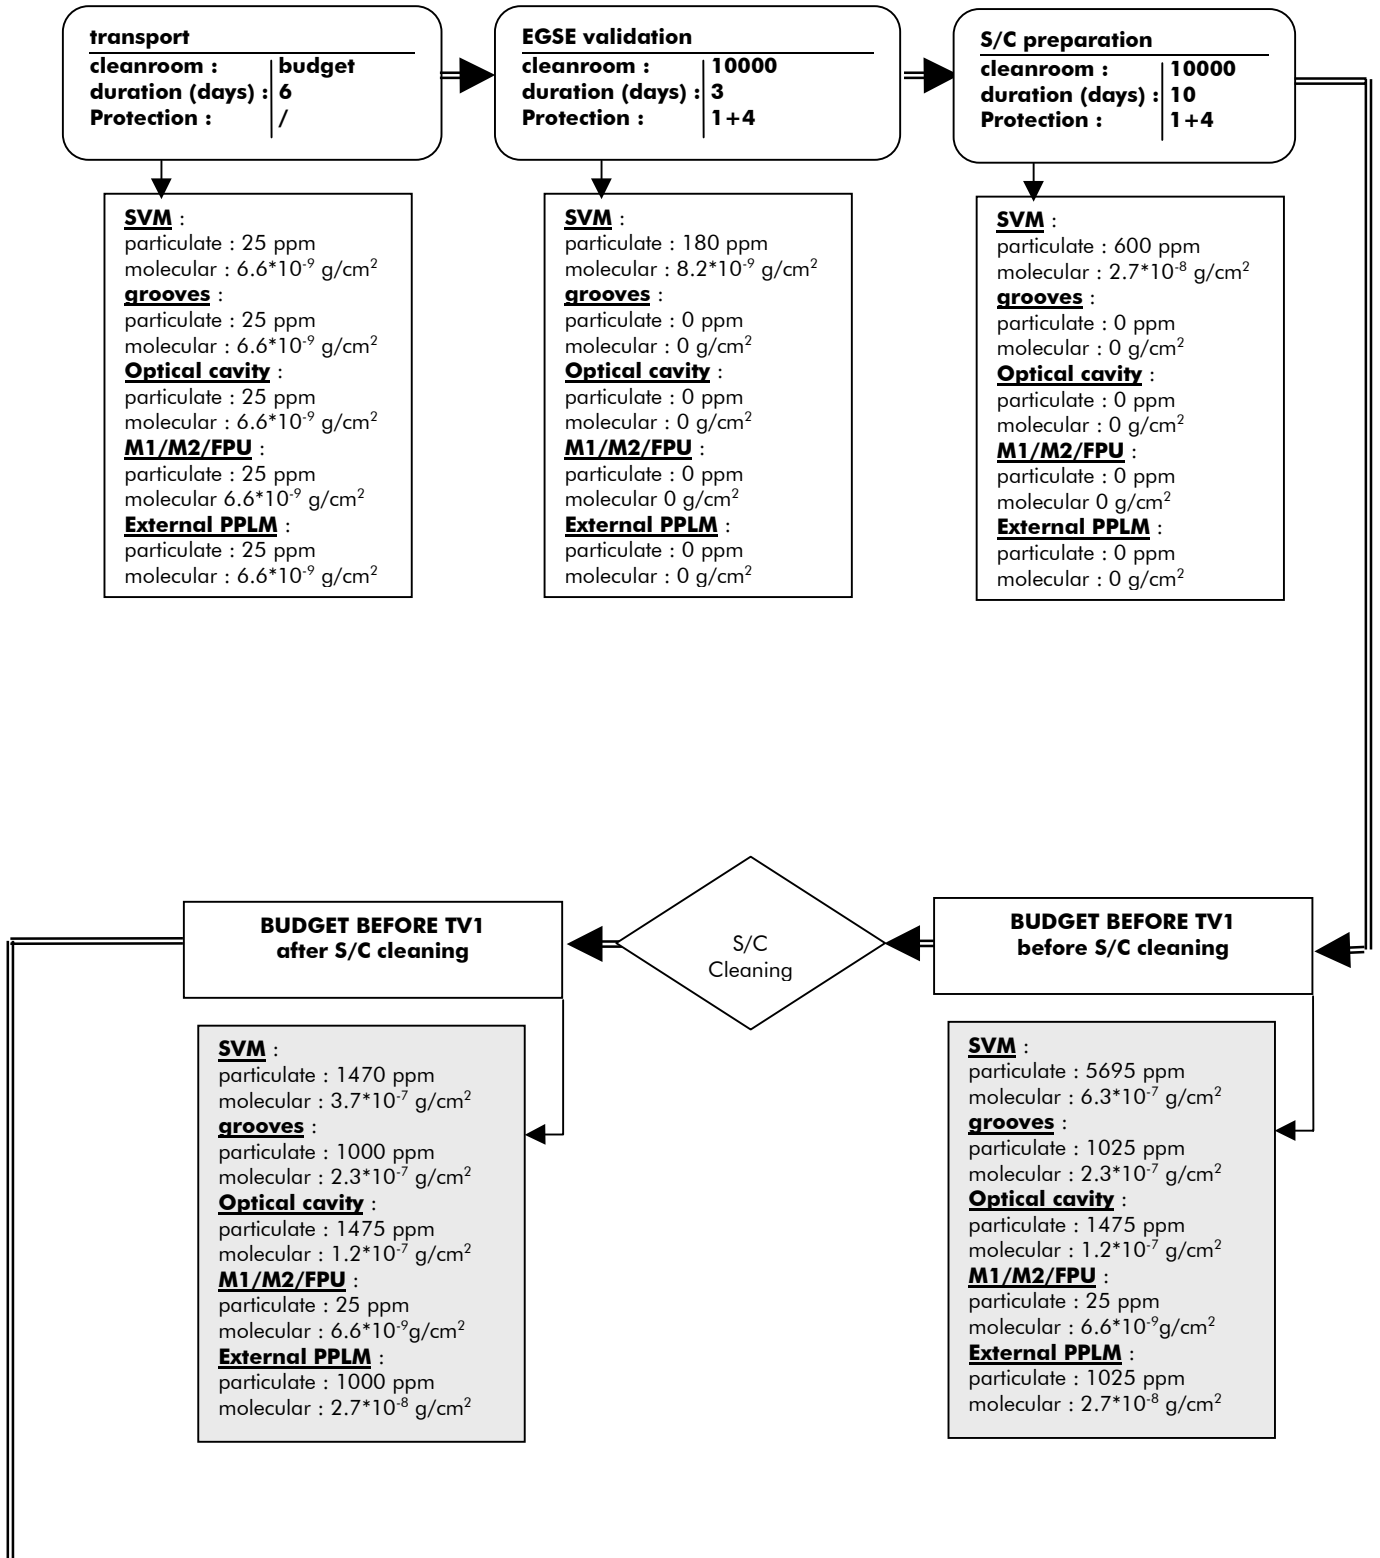 transport
cleanroom : budget
duration (days) : 6
Protection : /
SVM :
particulate : 25 ppm
molecular : 6.6*10⁻⁹ g/cm²
grooves :
particulate : 25 ppm
molecular : 6.6*10⁻⁹ g/cm²
Optical cavity :
particulate : 25 ppm
molecular : 6.6*10⁻⁹ g/cm²
M1/M2/FPU :
particulate : 25 ppm
molecular 6.6*10⁻⁹ g/cm²
External PPLM :
particulate : 25 ppm
molecular : 6.6*10⁻⁹ g/cm²
EGSE validation
cleanroom : 10000
duration (days) : 3
Protection : 1+4
SVM :
particulate : 180 ppm
molecular : 8.2*10⁻⁹ g/cm²
grooves :
particulate : 0 ppm
molecular : 0 g/cm²
Optical cavity :
particulate : 0 ppm
molecular : 0 g/cm²
M1/M2/FPU :
particulate : 0 ppm
molecular 0 g/cm²
External PPLM :
particulate : 0 ppm
molecular : 0 g/cm²
S/C preparation
cleanroom : 10000
duration (days) : 10
Protection : 1+4
SVM :
particulate : 600 ppm
molecular : 2.7*10⁻⁸ g/cm²
grooves :
particulate : 0 ppm
molecular : 0 g/cm²
Optical cavity :
particulate : 0 ppm
molecular : 0 g/cm²
M1/M2/FPU :
particulate : 0 ppm
molecular 0 g/cm²
External PPLM :
particulate : 0 ppm
molecular : 0 g/cm²
BUDGET BEFORE TV1
before S/C cleaning
SVM :
particulate : 5695 ppm
molecular : 6.3*10⁻⁷ g/cm²
grooves :
particulate : 1025 ppm
molecular : 2.3*10⁻⁷ g/cm²
Optical cavity :
particulate : 1475 ppm
molecular : 1.2*10⁻⁷ g/cm²
M1/M2/FPU :
particulate : 25 ppm
molecular : 6.6*10⁻⁹g/cm²
External PPLM :
particulate : 1025 ppm
molecular : 2.7*10⁻⁸ g/cm²
S/C
Cleaning
BUDGET BEFORE TV1
after S/C cleaning
SVM :
particulate : 1470 ppm
molecular : 3.7*10⁻⁷ g/cm²
grooves :
particulate : 1000 ppm
molecular : 2.3*10⁻⁷ g/cm²
Optical cavity :
particulate : 1475 ppm
molecular : 1.2*10⁻⁷ g/cm²
M1/M2/FPU :
particulate : 25 ppm
molecular : 6.6*10⁻⁹g/cm²
External PPLM :
particulate : 1000 ppm
molecular : 2.7*10⁻⁸ g/cm²